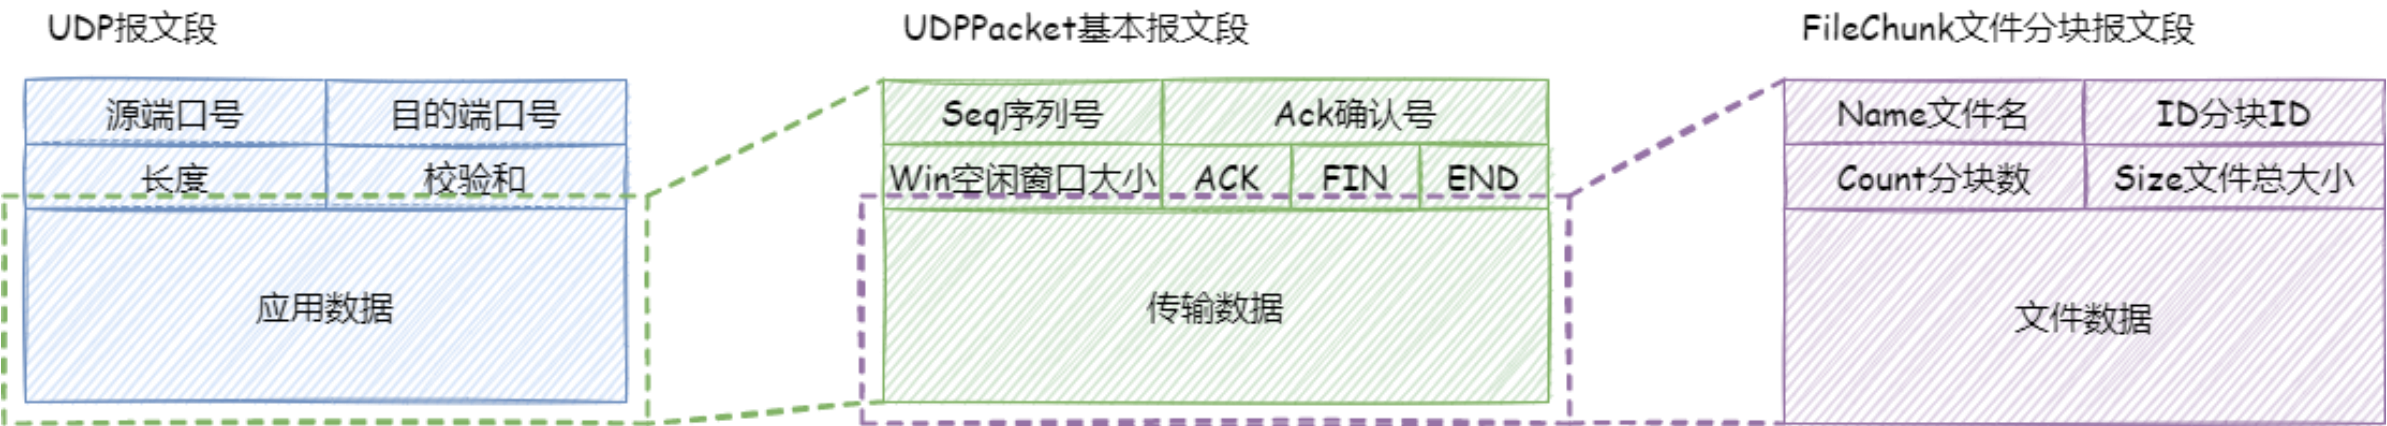 UDP报文段
源端口号
目的端口号
长度
校验和
应用数据
UDPPacket基本报文段
Seq序列号
Ack确认号
Win空闲窗口大小
ACK
FIN
END
传输数据
FileChunk文件分块报文段
Name文件名
ID分块ID
Count分块数
Size文件总大小
文件数据